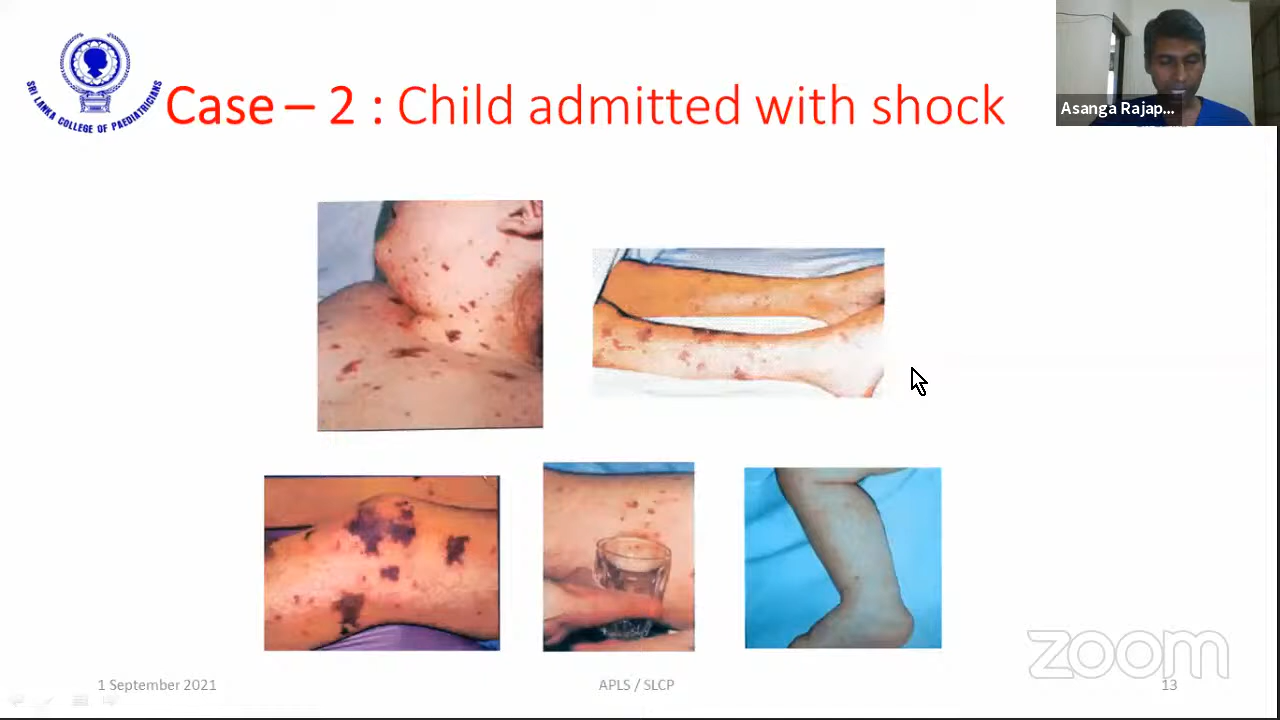 SRI LANKA COLLEGE OF PAEDIATRICIANS
Case – 2 : Child admitted with shock
Asanga Rajap...
zoom
1 September 2021
APLS / SLCP
13